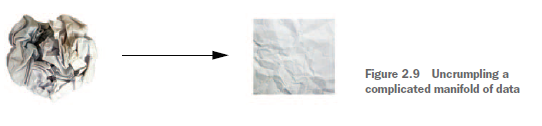 Figure 2.9 Uncrumpling a
complicated manifold of data